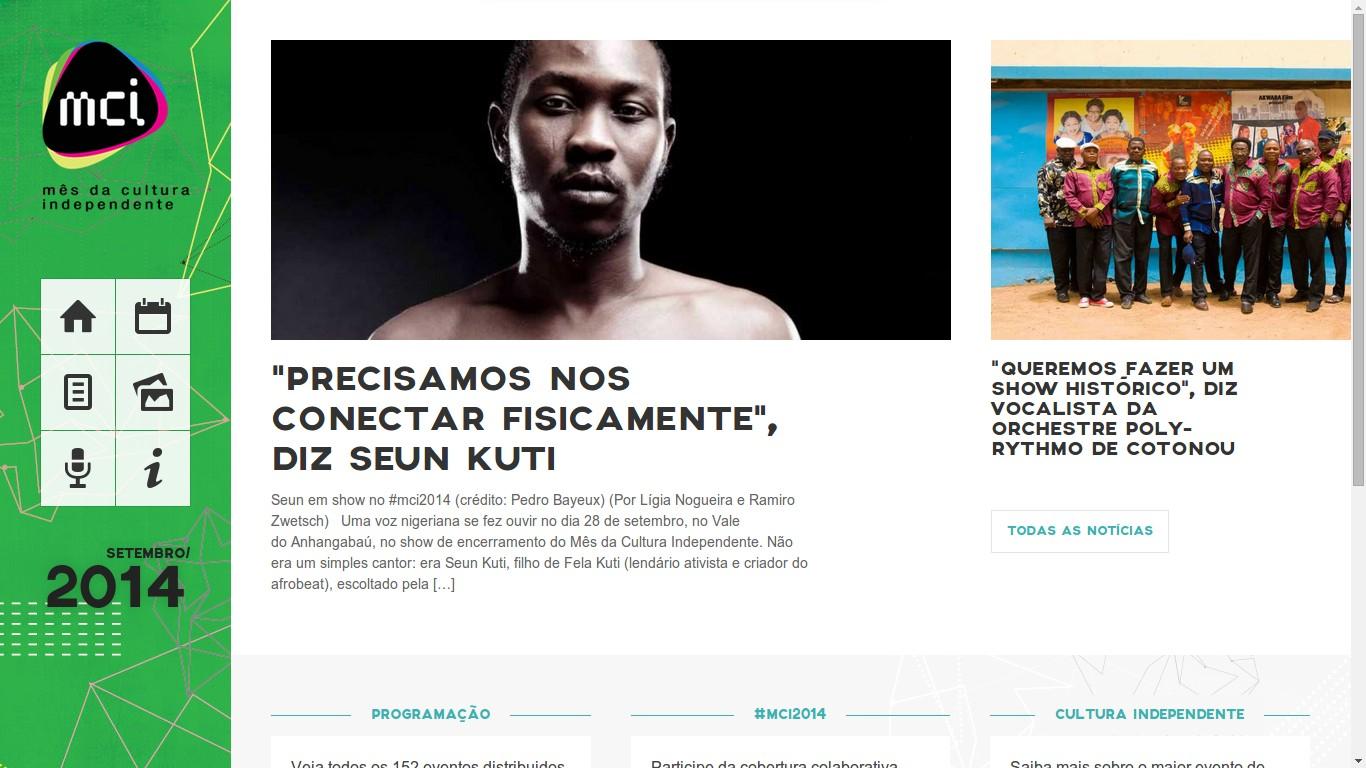 mci
mês da cultura
independente
SETEMBRO/
2014
"PRECISAMOS NOS
CONECTAR FISICAMENTE",
DIZ SEUN KUTI
Seun em show no #mci2014 (crédito: Pedro Bayeux) (Por Lígia Nogueira e Ramiro
Zwetsch)   Uma voz nigeriana se fez ouvir no dia 28 de setembro, no Vale
do Anhangabaú, no show de encerramento do Mês da Cultura Independente. Não
era um simples cantor: era Seun Kuti, filho de Fela Kuti (lendário ativista e criador do
afrobeat), escoltado pela […]
"QUEREMOS FAZER UM
SHOW HISTÓRICO", DIZ
VOCALISTA DA
ORCHESTRE POLY-
RYTHMO DE COTONOU
TODAS AS NOTÍCIAS
PROGRAMAÇÃO
#MCI2014
CULTURA INDEPENDENTE
Veja todos os 152 eventos distribuídos
Participe da cobertura colaborativa
Saiba mais sobre o maior evento de